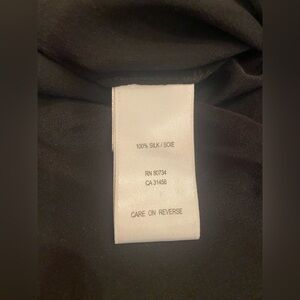 100% SILK / SOIE
RN 80734
CA 31456
CARE ON REVERSE